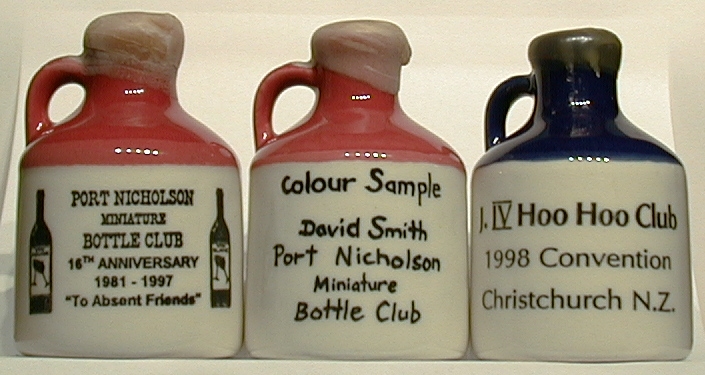 PORT NICHOLSON
MINIATURE
BOTTLE CLUB
16TH ANNIVERSARY
1981 - 1997
"To Absent Friends"
Colour Sample
David Smith
Port Nicholson
Miniature
Bottle Club
J. IV Hoo Hoo Club
1998 Convention
Christchurch N.Z.